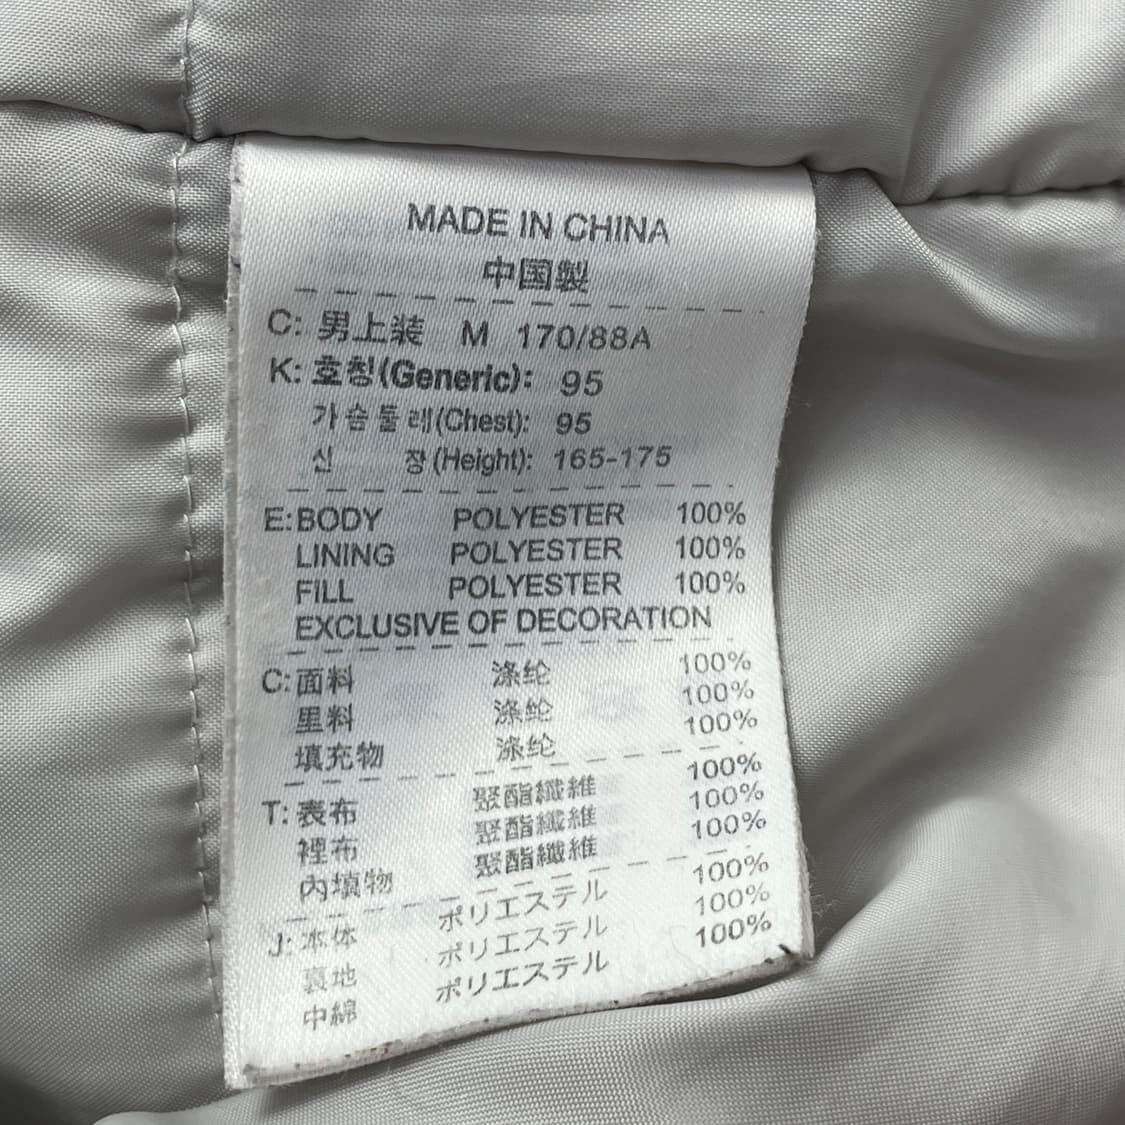 MADE IN CHINA
中国製
C: 男上装 M 170/88A
K: 호칭(Generic): 95
가슴둘레(Chest): 95
신 장(Height): 165-175
E: BODY POLYESTER 100%
LINING POLYESTER 100%
FILL POLYESTER 100%
EXCLUSIVE OF DECORATION
C: 面料 涤纶 100%
里料 涤纶 100%
填充物 涤纶 100%
T: 表布 聚酯纖維 100%
裡布 聚酯纖維 100%
內填物 聚酯纖維 100%
J: 本体 ポリエステル 100%
裏地 ポリエステル 100%
中綿 ポリエステル 100%